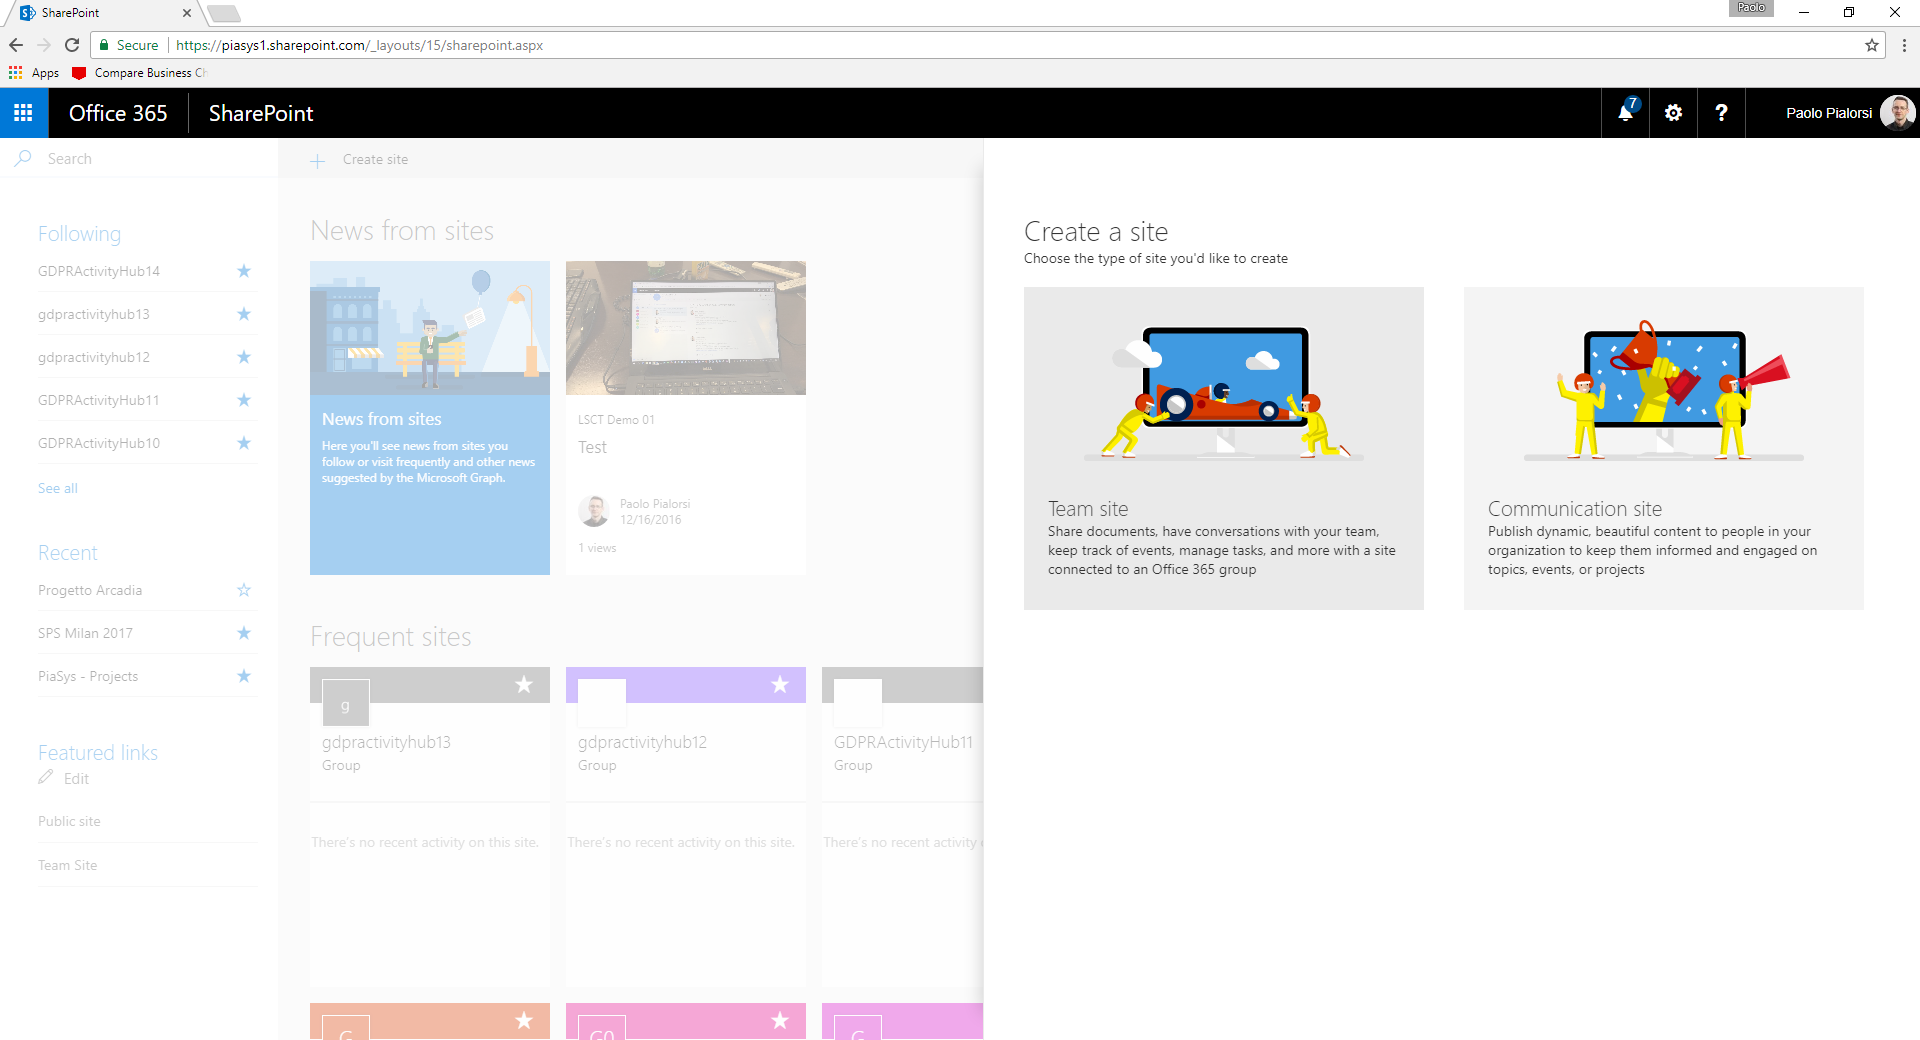 SharePoint
Paolo
Secure
https://piasys1.sharepoint.com/_layouts/15/sharepoint.aspx
Apps
Compare Business
Office 365
SharePoint
7
?
Paolo Pialorsi
Search
Following
GDPRActivityHub14
gdpractivityhub13
gdpractivityhub12
GDPRActivityHub11
GDPRActivityHub10
See all
Recent
Progetto Arcadia
SPS Milan 2017
PiaSys - Projects
Featured links
Edit
Public site
Team Site
Create site
News from sites
News from sites
Here you'll see news from sites you
follow or visit frequently and other news
suggested by the Microsoft Graph.
LSCT Demo 01
Test
Paolo Pialorsi
12/16/2016
1 views
Frequent sites
g
gdpractivityhub13
Group
There's no recent activity on this site.
gdpractivityhub12
Group
There's no recent activity on this site.
GDPRActivityHub11
Group
There's no recent activity
G
G0
G
Create a site
Choose the type of site you'd like to create
Team site
Share documents, have conversations with your team,
keep track of events, manage tasks, and more with a site
connected to an Office 365 group
Communication site
Publish dynamic, beautiful content to people in your
organization to keep them informed and engaged on
topics, events, or projects